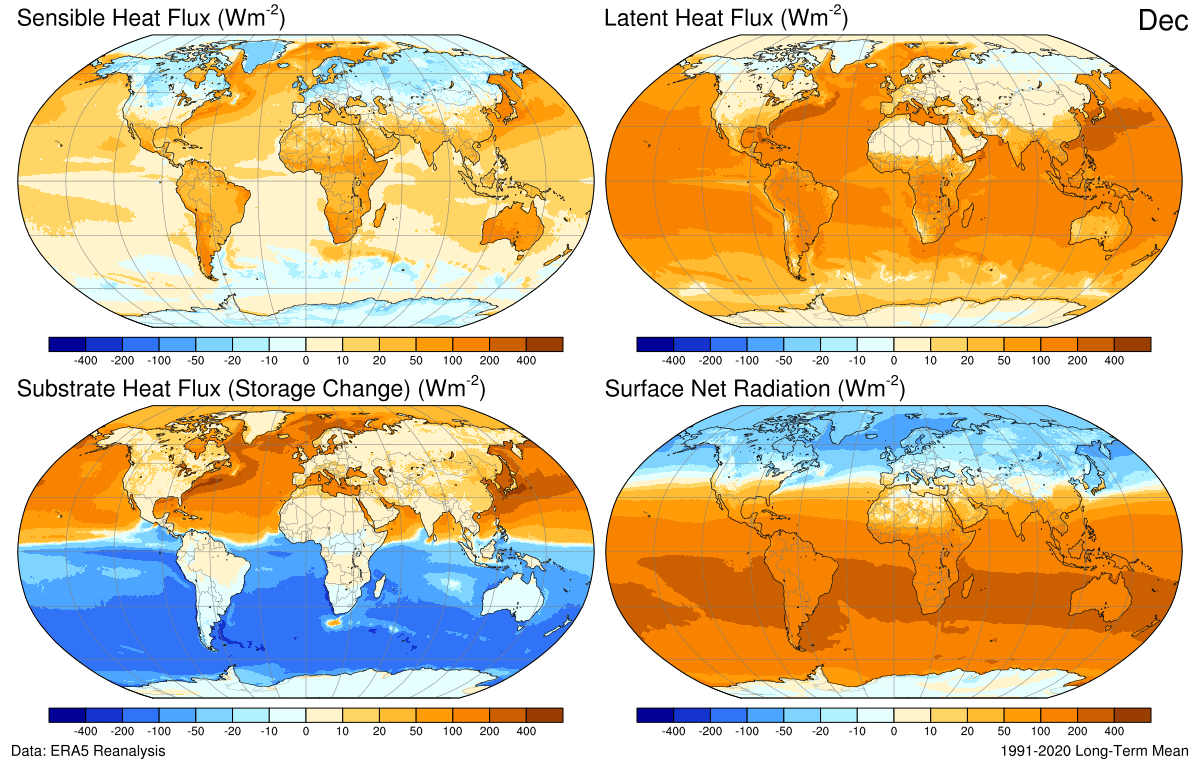 Sensible Heat Flux (Wm-2)
Latent Heat Flux (Wm-2)
Dec
-400 -200 -100 -50 -20 -10 0 10 20 50 100 200 400
-400 -200 -100 -50 -20 -10 0 10 20 50 100 200 400
Substrate Heat Flux (Storage Change) (Wm-2)
Surface Net Radiation (Wm-2)
-400 -200 -100 -50 -20 -10 0 10 20 50 100 200 400
-400 -200 -100 -50 -20 -10 0 10 20 50 100 200 400
Data: ERA5 Reanalysis
1991-2020 Long-Term Mean